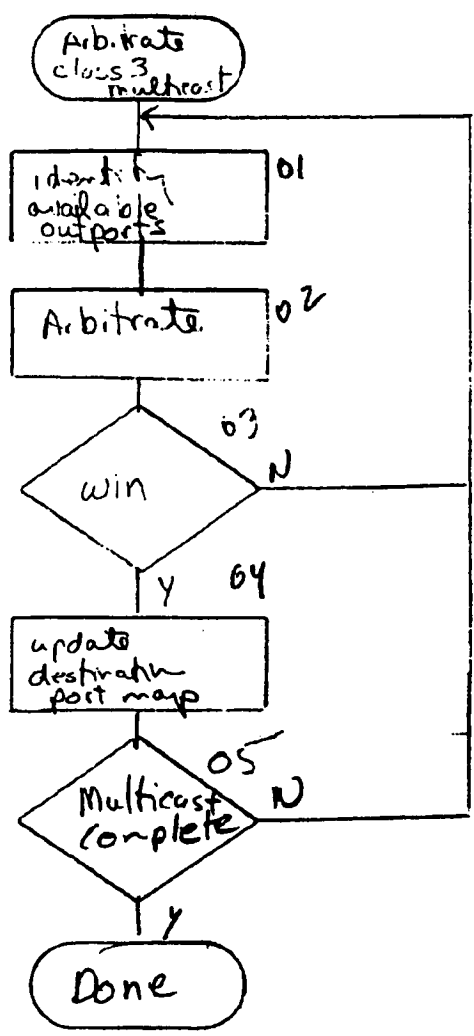 Arbitrate
class 3
multicast
01
identify
available
outports
02
Arbitrate
03
win
N
Y
04
update
destination
port map
05
Multicast
complete
N
Y
Done